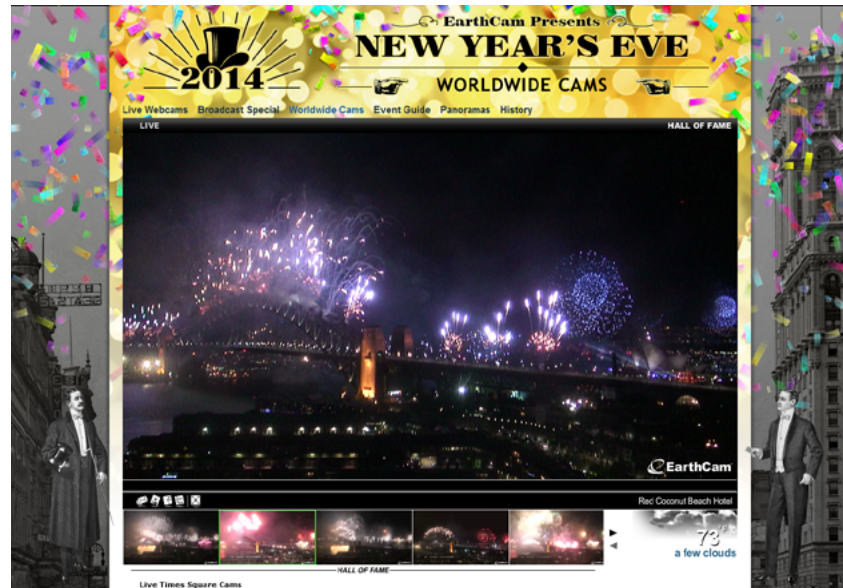 EarthCam Presents
NEW YEAR'S EVE
2014
WORLDWIDE CAMS
Live Webcams Broadcast Special Worldwide Cams Event Guide Panoramas History
LIVE HALL OF FAME
EarthCam
Red Coconut Beach Hotel
73°F
a few clouds
HALL OF FAME
Live Times Square Cams